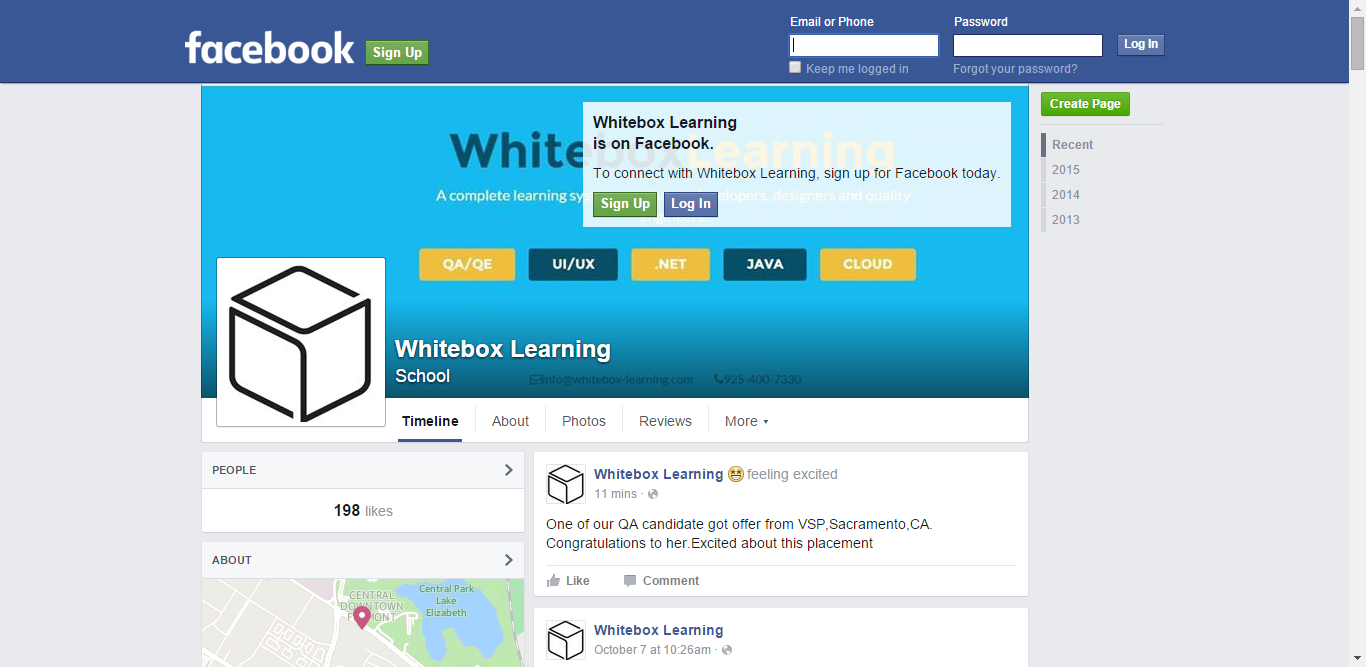 Email or Phone
Password
facebook
Sign Up
Log In
Keep me logged in
Forgot your password?
Create Page
Recent
2015
2014
2013
Whitebox Learning
Whitebox Learning
is on Facebook.
To connect with Whitebox Learning, sign up for Facebook today.
Sign Up
Log In
A complete learning
designers and quality
QA/QE
UI/UX
.NET
JAVA
CLOUD
Whitebox Learning
School
info@whitebox-learning.com
925-400-7330
Timeline
About
Photos
Reviews
More
PEOPLE
198 likes
ABOUT
CENTRAL
DOWNTOWN
Central Park
Lake
Elizabeth
Whitebox Learning feeling excited
11 mins ·
One of our QA candidate got offer from VSP,Sacramento,CA.
Congratulations to her.Excited about this placement
Like
Comment
Whitebox Learning
October 7 at 10:26am ·